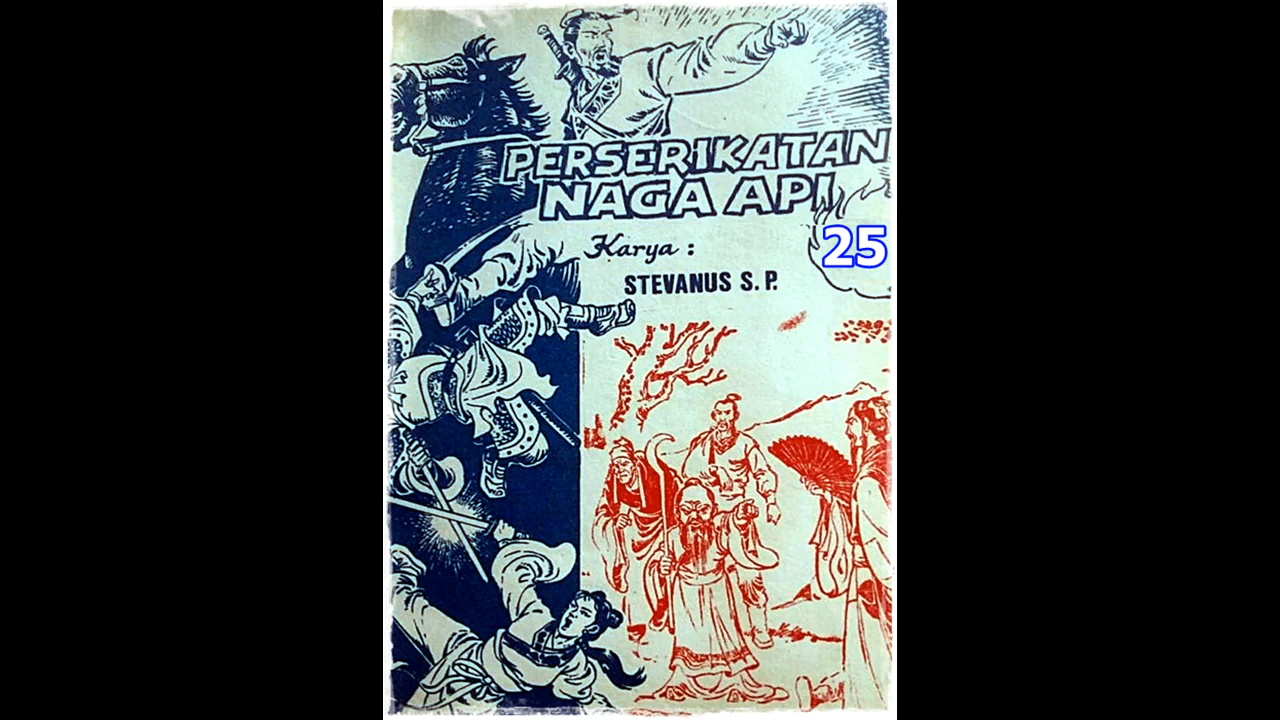 PERSERIKATAN
NAGA API
25
Karya :
STEVANUS S. P.